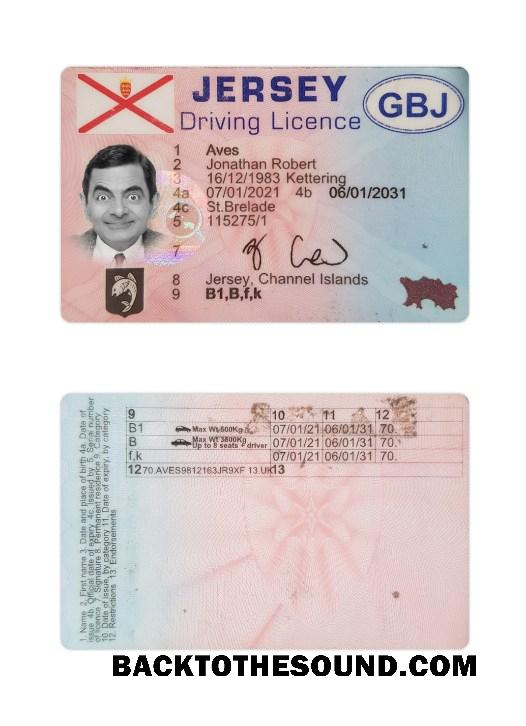 JERSEY
GBJ
Driving Licence
1 Aves
2 Jonathan Robert
3 16/12/1983 Kettering
4a 07/01/2021 4b 06/01/2031
4c St.Brelade
5 115275/1
7
8 Jersey, Channel Islands
9 B1,B,f,k
1. Name 2. First name 3. Date and place of birth 4a. Date of
issue 4b. Official date of expiry 4c. Issued by 5. Serial number
of licence 7. Signature 8. Permanent residence 9. Category
10. Date of issue, by category 11. Date of expiry, by category
12. Restrictions 13. Endorsements
9 10 11 12
B1 Max Wt.500Kg 07/01/21 06/01/31 70.
B Max Wt 3500Kg Up to 8 seats + driver 07/01/21 06/01/31 70.
f,k 07/01/21 06/01/31 70.
12 70.AVES9812163JR9XF 13.UK 13
BACKTOTHESOUND.COM